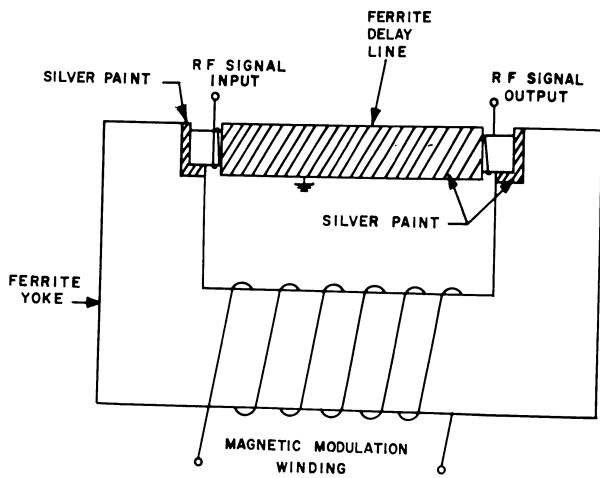 FERRITE
DELAY
LINE
RF SIGNAL
INPUT
SILVER PAINT
RF SIGNAL
OUTPUT
SILVER PAINT
FERRITE
YOKE
MAGNETIC MODULATION
WINDING